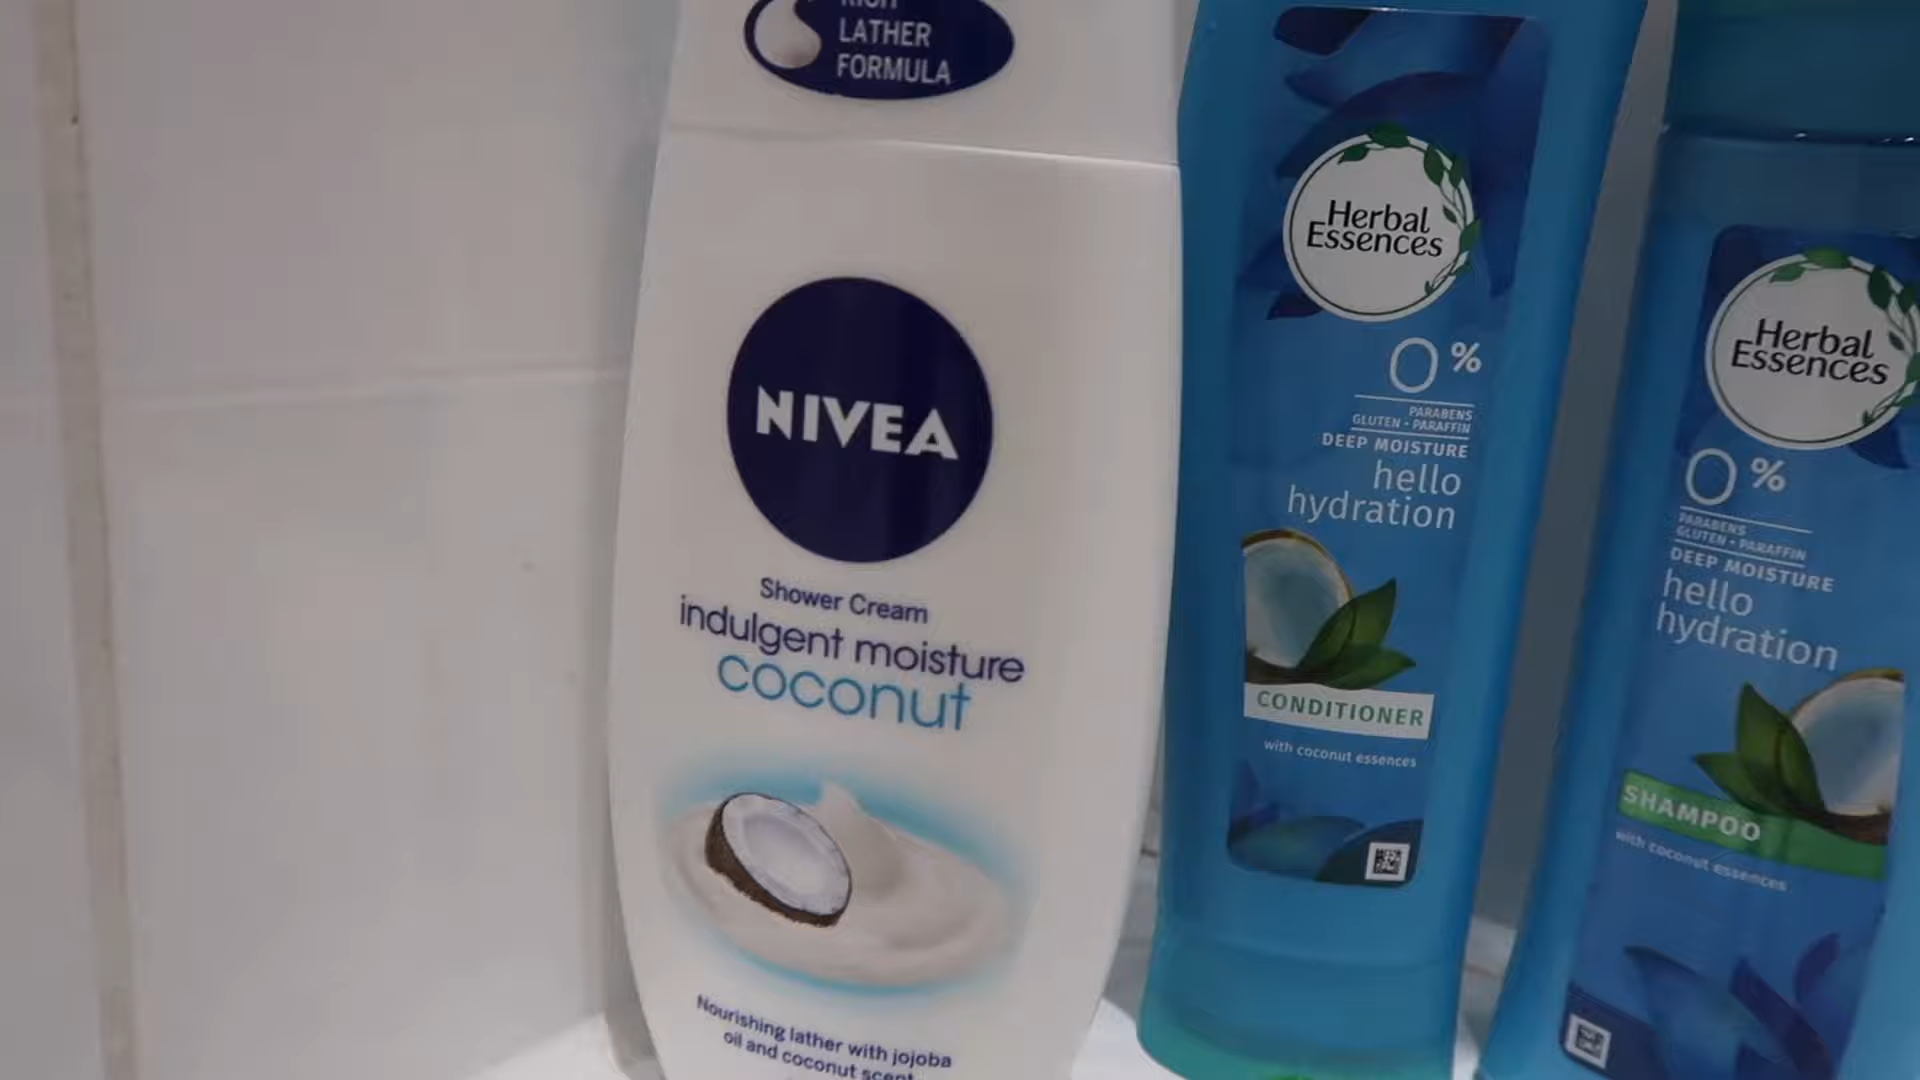 RICH
LATHER
FORMULA
NIVEA
Shower Cream
indulgent moisture
coconut
Nourishing lather with jojoba
oil and coconut scent
Herbal
Essences
0%
PARABENS
GLUTEN • PARAFFIN
DEEP MOISTURE
hello
hydration
CONDITIONER
with coconut essences
Herbal
Essences
0%
PARABENS
GLUTEN • PARAFFIN
DEEP MOISTURE
hello
hydration
SHAMPOO
with coconut essences